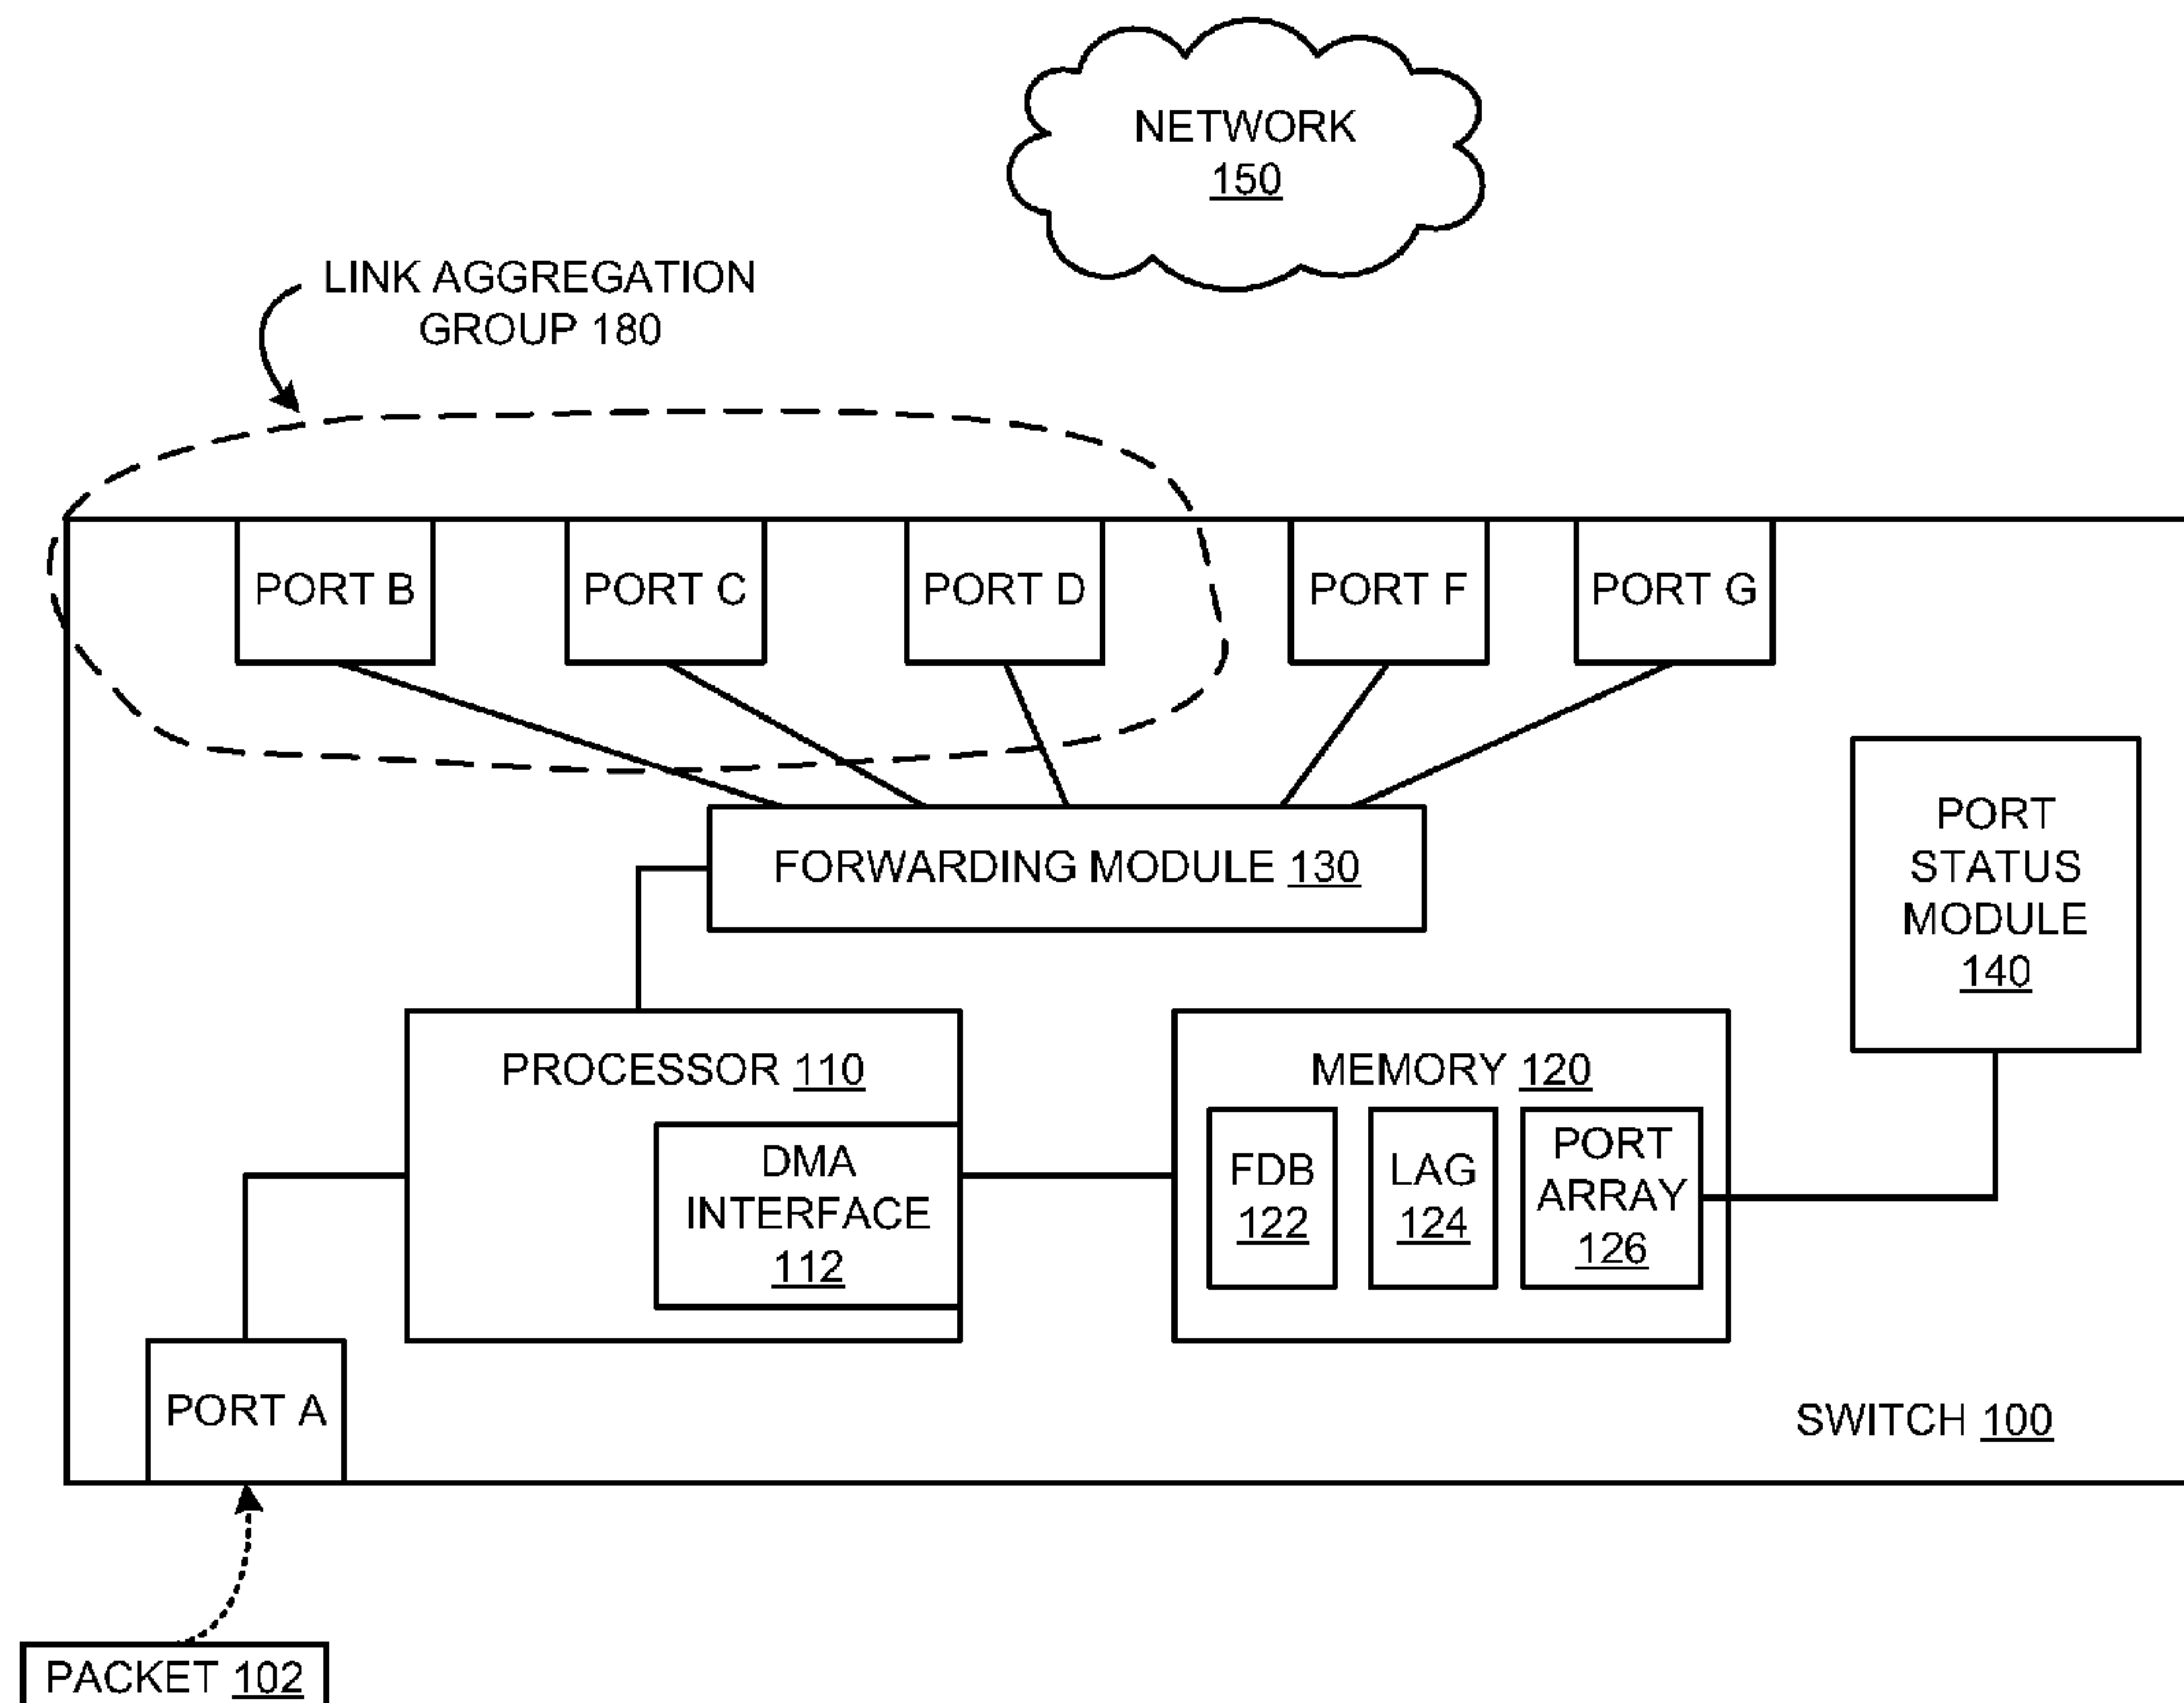 NETWORK
150
LINK AGGREGATION
GROUP 180
PORT B
PORT C
PORT D
PORT F
PORT G
FORWARDING MODULE 130
PORT
STATUS
MODULE
140
PROCESSOR 110
DMA
INTERFACE
112
MEMORY 120
FDB
122
LAG
124
PORT
ARRAY
126
PORT A
SWITCH 100
PACKET 102